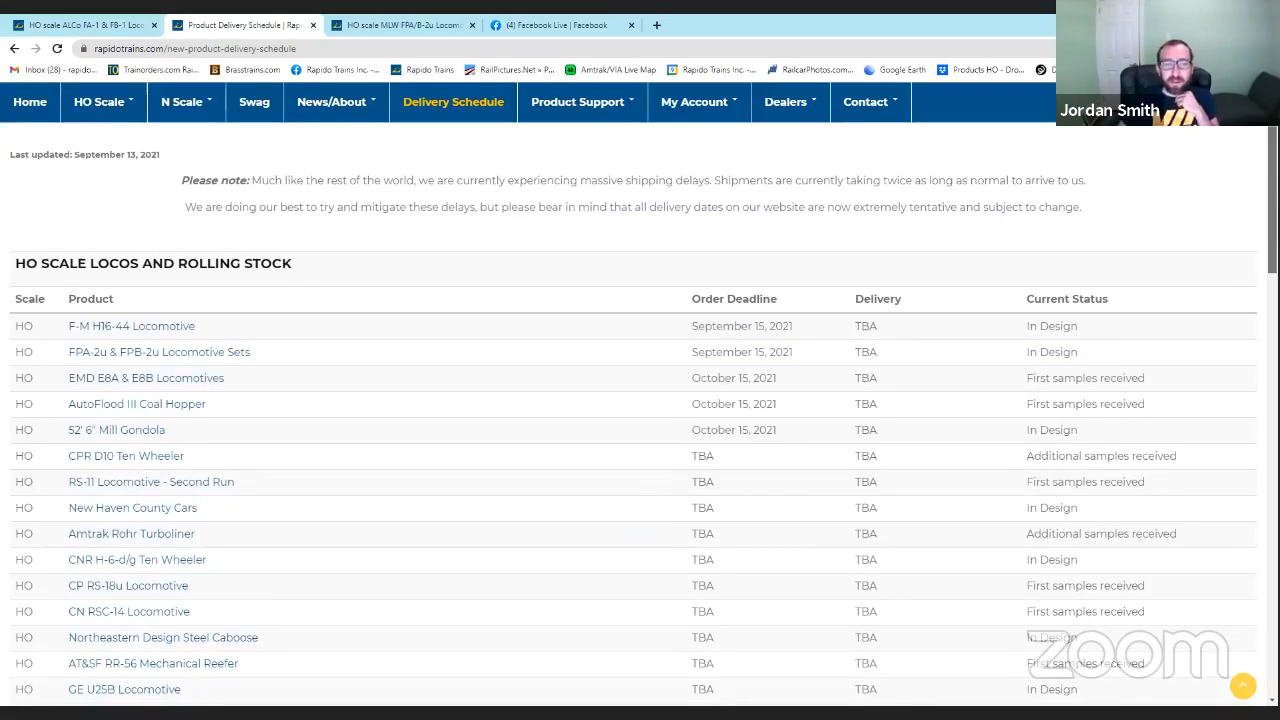 HO scale ALCo FA-1 & FB-1 Loco
Product Delivery Schedule | Rapi
HO scale MLW FPA/B-2u Locom
(4) Facebook Live | Facebook
rapidotrains.com/new-product-delivery-schedule
Inbox (28) - rapido...
Trainorders.com Rai...
Brasstrains.com
Rapido Trains Inc. -...
Rapido Trains
RailPictures.Net » P...
Amtrak/VIA Live Map
Rapido Trains Inc. -...
RailcarPhotos.com...
Google Earth
Products HO - Dro...
Jordan Smith
Home
HO Scale
N Scale
Swag
News/About
Delivery Schedule
Product Support
My Account
Dealers
Contact
Last updated: September 13, 2021
Please note: Much like the rest of the world, we are currently experiencing massive shipping delays. Shipments are currently taking twice as long as normal to arrive to us.
We are doing our best to try and mitigate these delays, but please bear in mind that all delivery dates on our website are now extremely tentative and subject to change.
HO SCALE LOCOS AND ROLLING STOCK
Scale Product Order Deadline Delivery Current Status
HO F-M H16-44 Locomotive September 15, 2021 TBA In Design
HO FPA-2u & FPB-2u Locomotive Sets September 15, 2021 TBA In Design
HO EMD E8A & E8B Locomotives October 15, 2021 TBA First samples received
HO AutoFlood III Coal Hopper October 15, 2021 TBA First samples received
HO 52' 6" Mill Gondola October 15, 2021 TBA In Design
HO CPR D10 Ten Wheeler TBA TBA Additional samples received
HO RS-11 Locomotive - Second Run TBA TBA First samples received
HO New Haven County Cars TBA TBA In Design
HO Amtrak Rohr Turboliner TBA TBA Additional samples received
HO CNR H-6-d/g Ten Wheeler TBA TBA In Design
HO CP RS-18u Locomotive TBA TBA First samples received
HO CN RSC-14 Locomotive TBA TBA First samples received
HO Northeastern Design Steel Caboose TBA TBA In Design
HO AT&SF RR-56 Mechanical Reefer TBA TBA First samples received
HO GE U25B Locomotive TBA TBA In Design
zoom